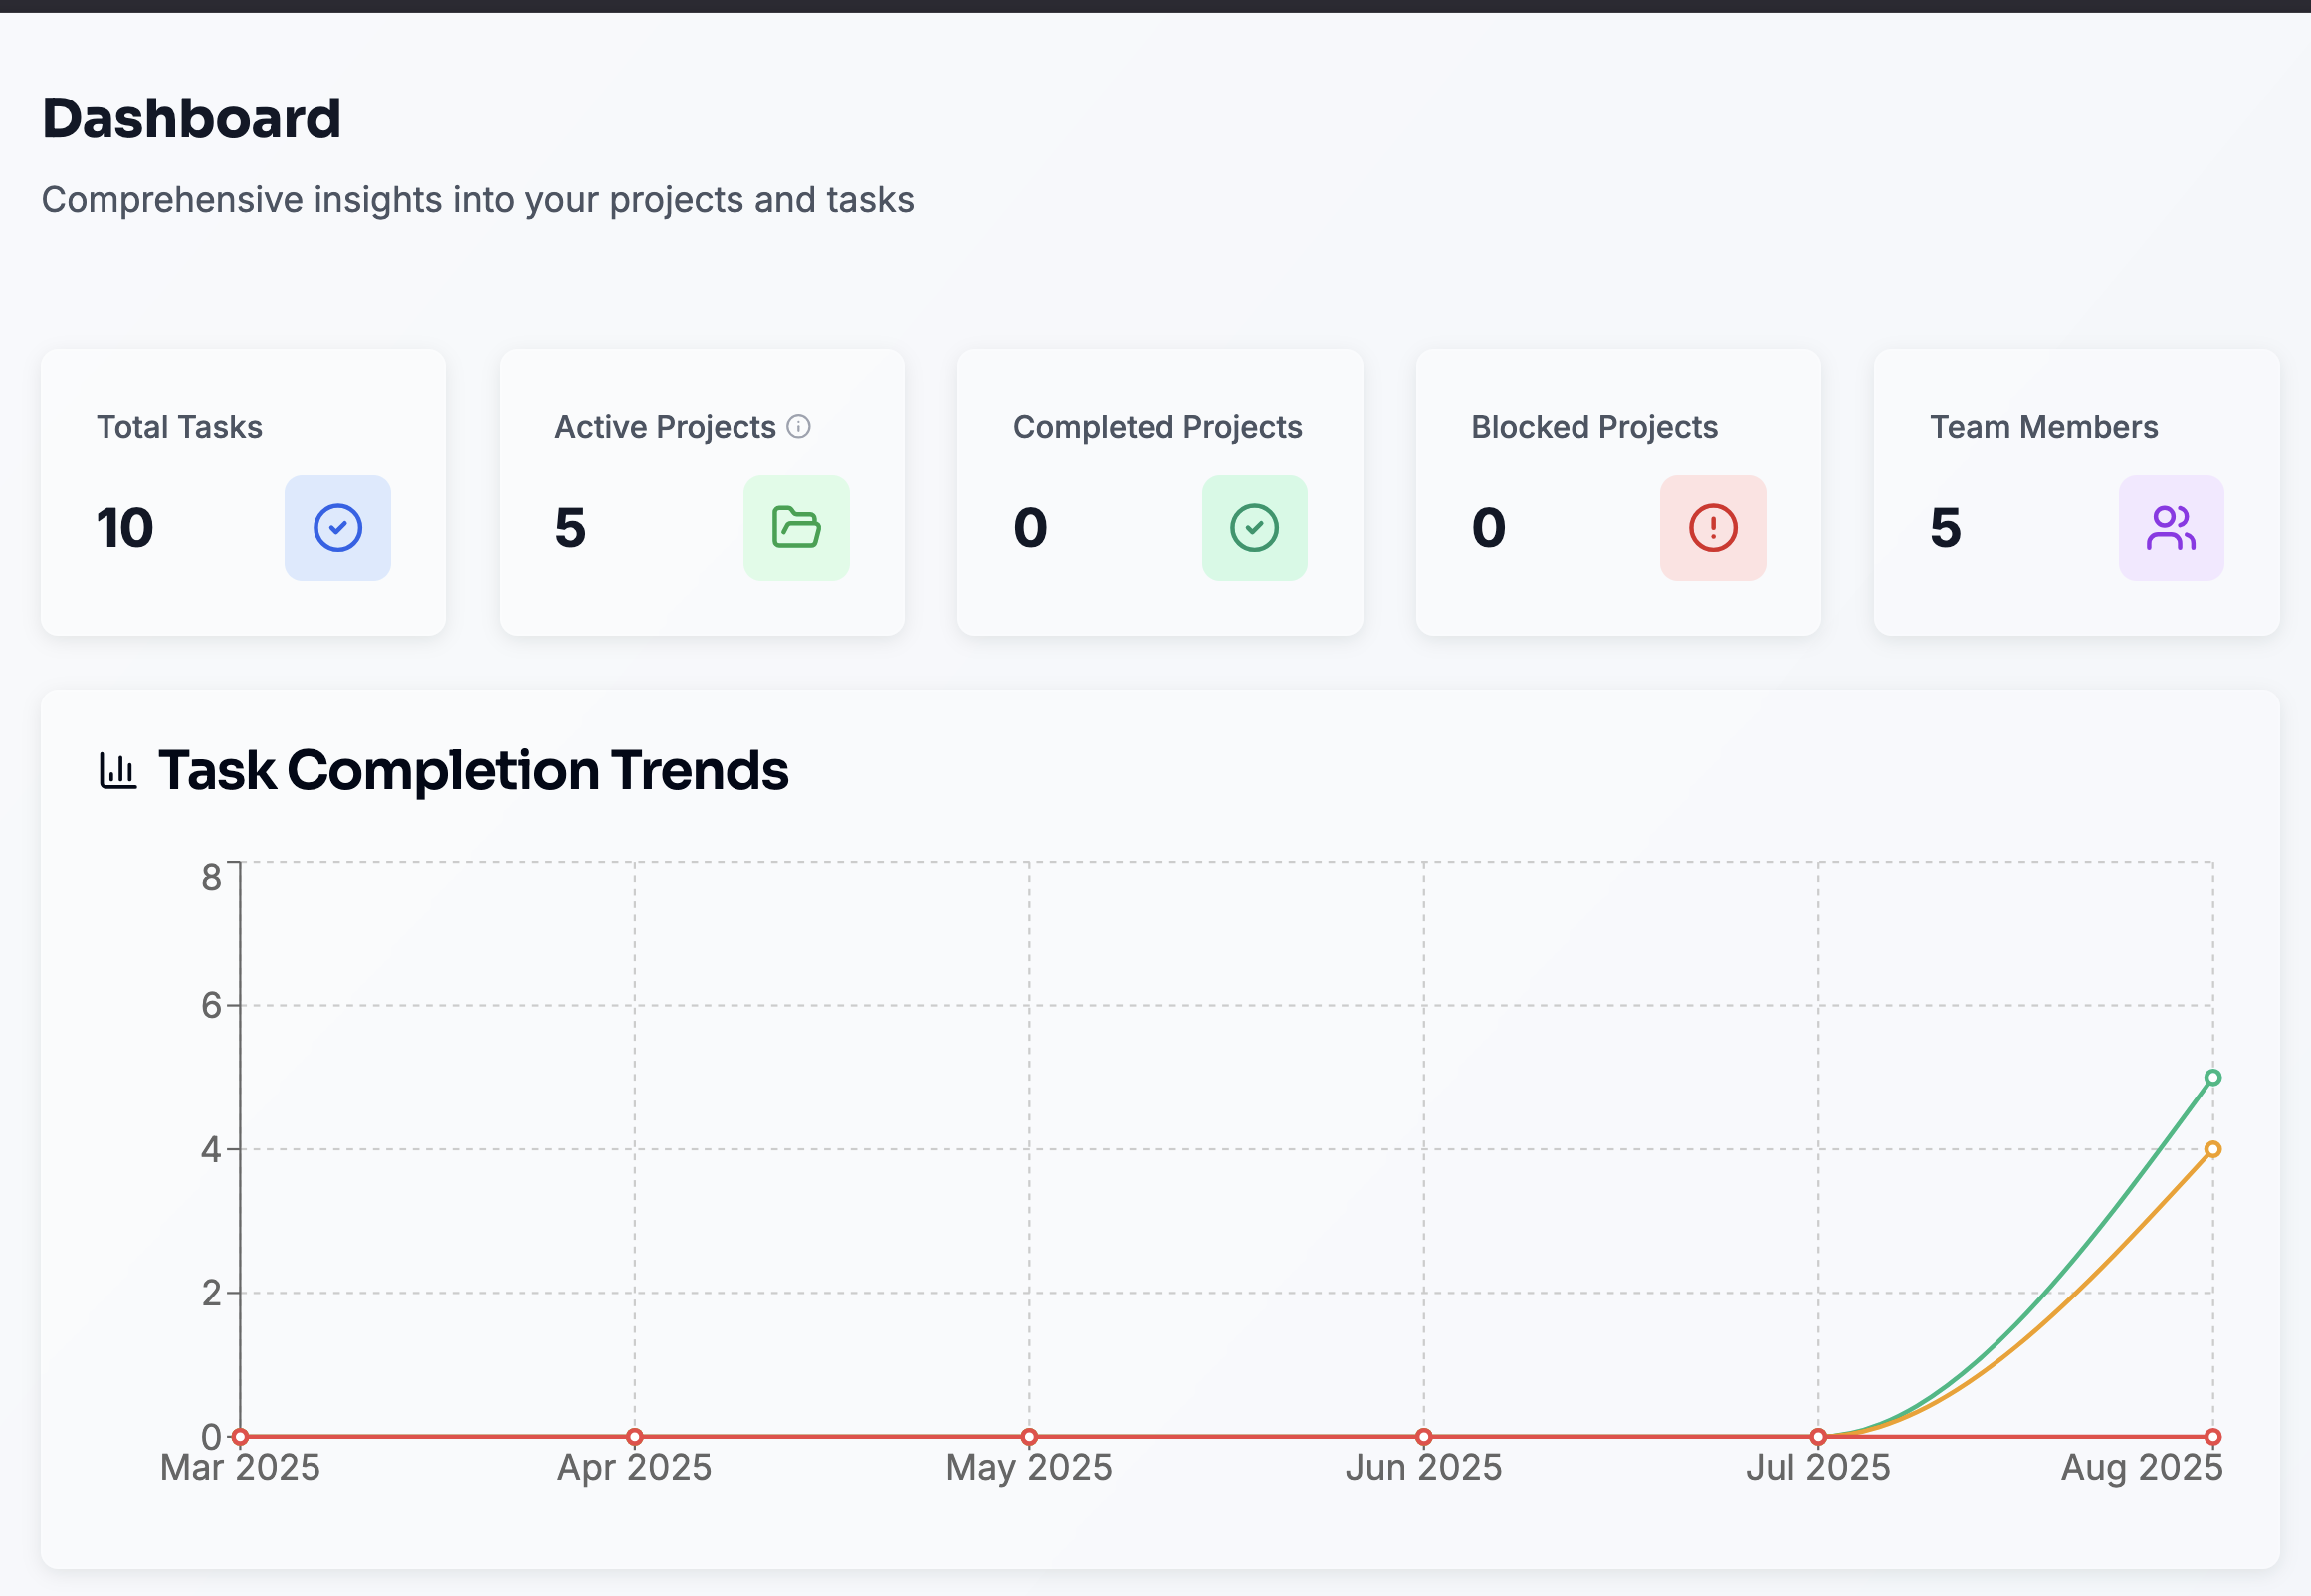 Dashboard
Comprehensive insights into your projects and tasks
Total Tasks
10
Active Projects
5
Completed Projects
0
Blocked Projects
0
Team Members
5
Task Completion Trends
8
6
4
2
0
Mar 2025 Apr 2025 May 2025 Jun 2025 Jul 2025 Aug 2025